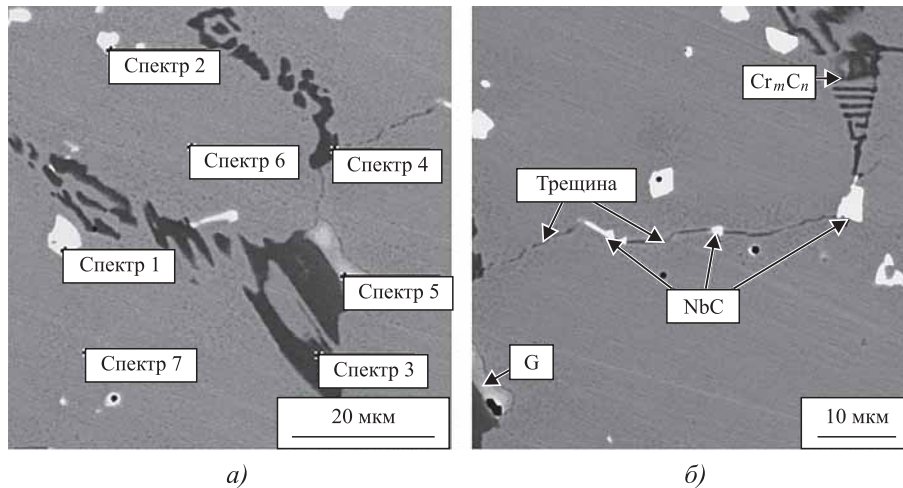 Спектр 2
Спектр 6
Спектр 4
Спектр 1
Спектр 5
Спектр 7
Спектр 3
20 мкм
а)
CrmCn
Трещина
NbC
G
10 мкм
б)